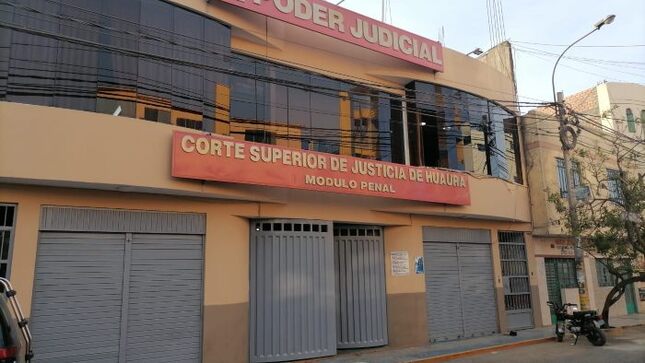 PODER JUDICIAL
CORTE SUPERIOR DE JUSTICIA DE HUAURA
MODULO PENAL